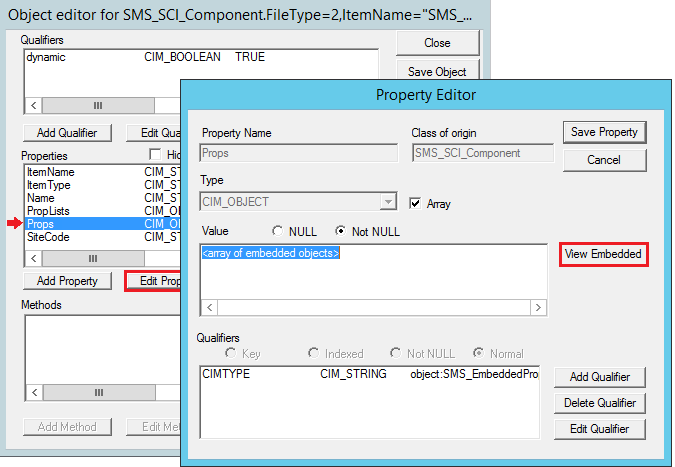 Object editor for SMS_SCI_Component.FileType=2,ItemName="SMS_...
Qualifiers
dynamic CIM_BOOLEAN TRUE
Close
Save Object
Add Qualifier Edit Qua
Properties Hid
ItemName CIM_ST
ItemType CIM_ST
Name CIM_ST
PropLists CIM_OB
Props CIM_O
SiteCode CIM_ST
Add Property Edit Prop
Methods
Add Method Edit Me
Property Editor
Property Name Class of origin
Props SMS_SCI_Component
Save Property
Cancel
Type
CIM_OBJECT Array
Value NULL Not NULL
<array of embedded objects>
View Embedded
Qualifiers
Key Indexed Not NULL Normal
CIMTYPE CIM_STRING object:SMS_EmbeddedProp
Add Qualifier
Delete Qualifier
Edit Qualifier